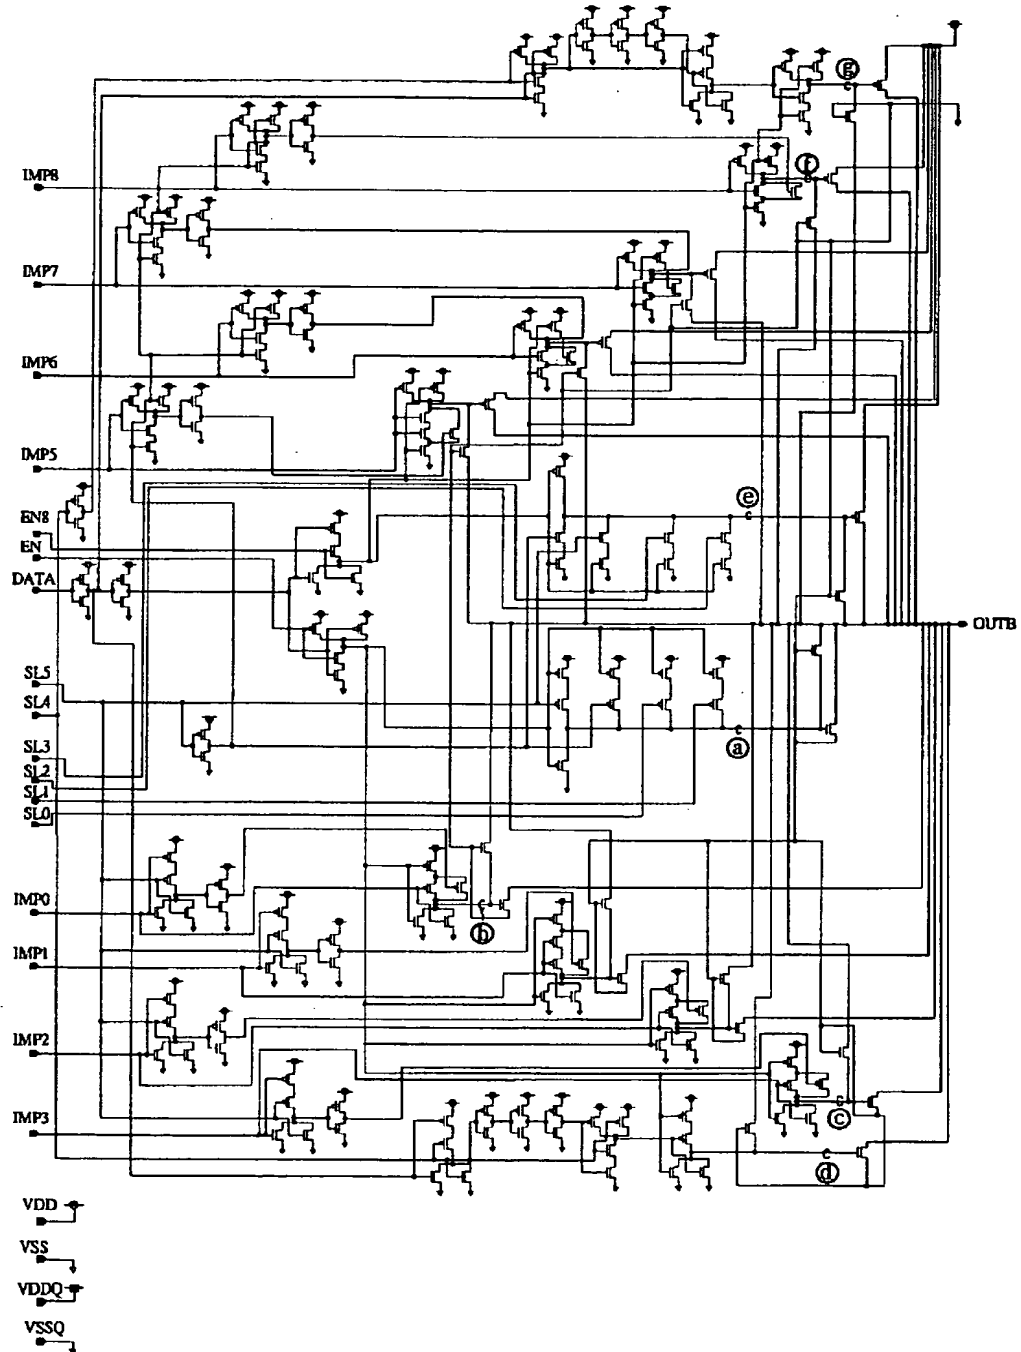 g
f
IMP8
IMP7
IMP6
IMP5
EN8
EN
DATA
e
OUTB
SL5
SL4
SL3
SL2
SL1
SL0
a
IMP0
b
IMP1
IMP2
IMP3
c
d
VDD
VSS
VDDQ
VSSQ